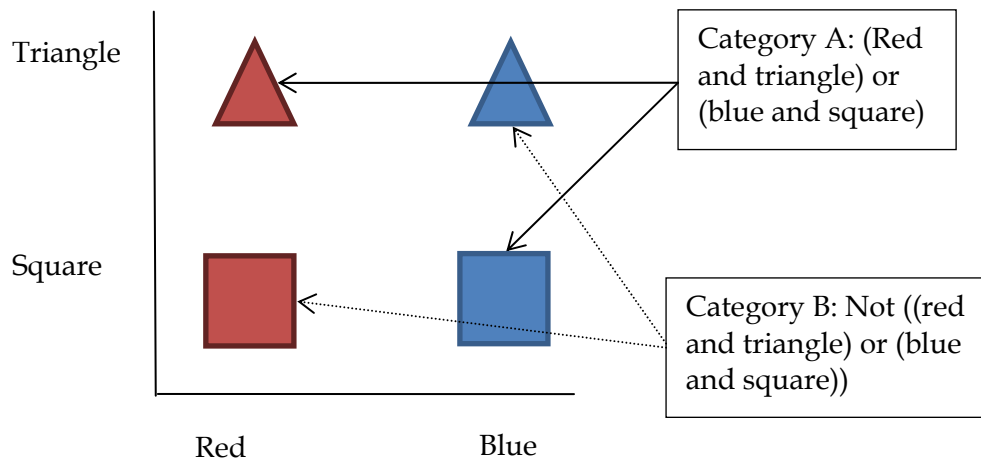 Triangle
Category A: (Red
and triangle) or
(blue and square)
Square
Category B: Not ((red
and triangle) or (blue
and square))
Red
Blue